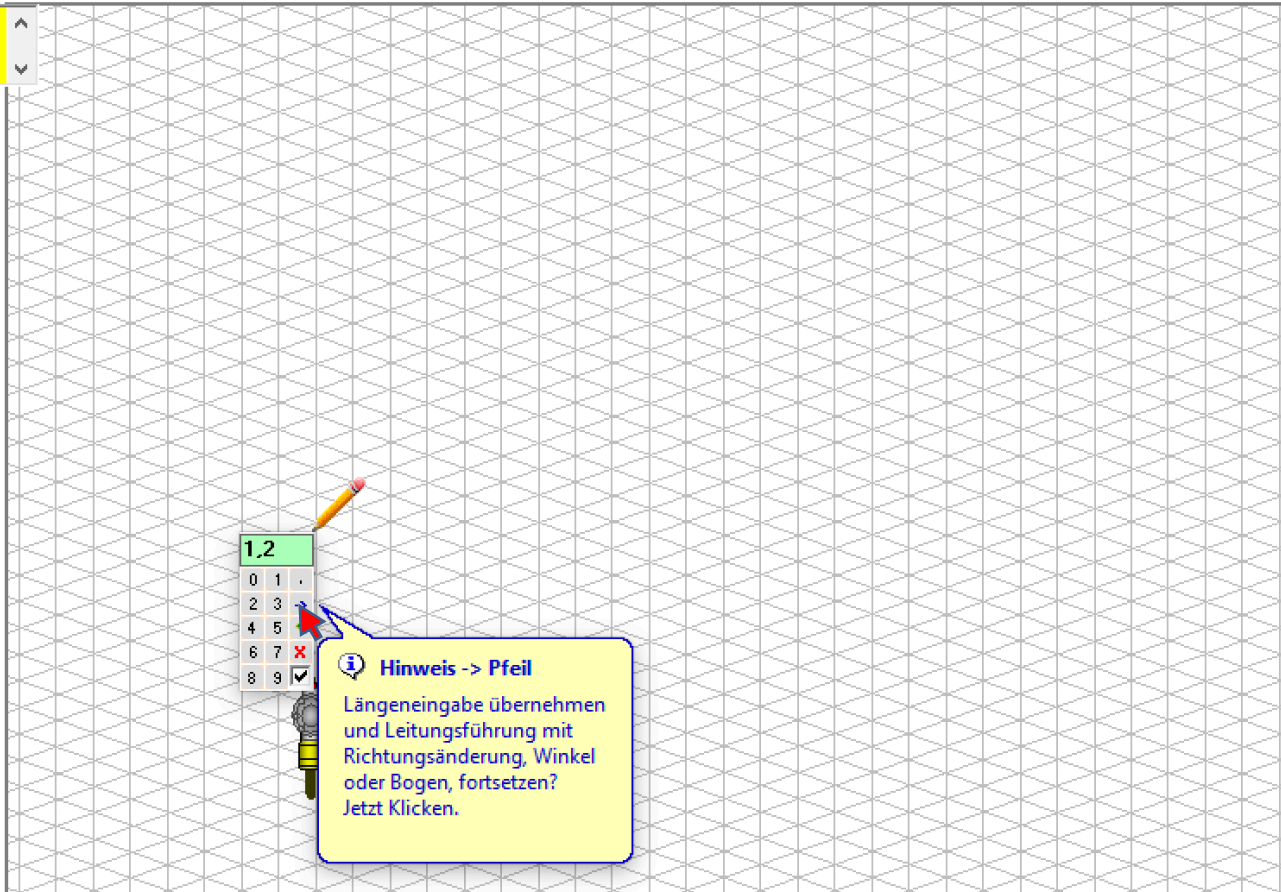 1,2
0 1 .
2 3 ->
4 5
6 7 x
8 9
Hinweis -> Pfeil
Längeneingabe übernehmen
und Leitungsführung mit
Richtungsänderung, Winkel
oder Bogen, fortsetzen?
Jetzt Klicken.